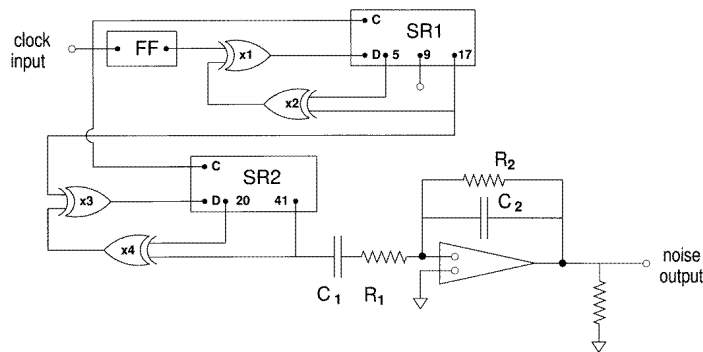 clock
input
FF
x1
C
SR1
D 5 9 17
x2
C
SR2
D 20 41
x3
x4
C1
R1
R2
C2
noise
output